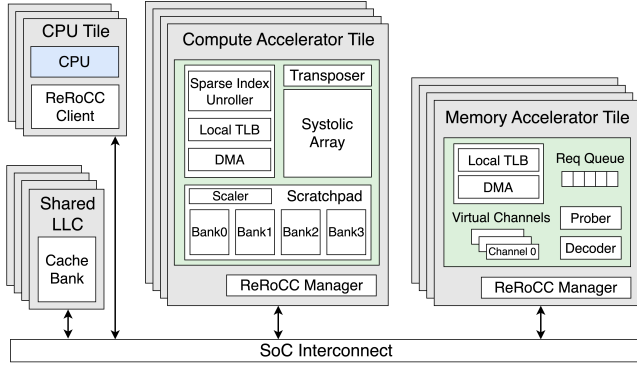 CPU Tile
CPU
ReRoCC
Client
Shared
LLC
Cache
Bank
Compute Accelerator Tile
Sparse Index
Unroller
Local TLB
DMA
Transposer
Systolic
Array
Scaler
Scratchpad
Bank0
Bank1
Bank2
Bank3
ReRoCC Manager
Memory Accelerator Tile
Local TLB
DMA
Req Queue
Virtual Channels
Channel 0
Prober
Decoder
ReRoCC Manager
SoC Interconnect